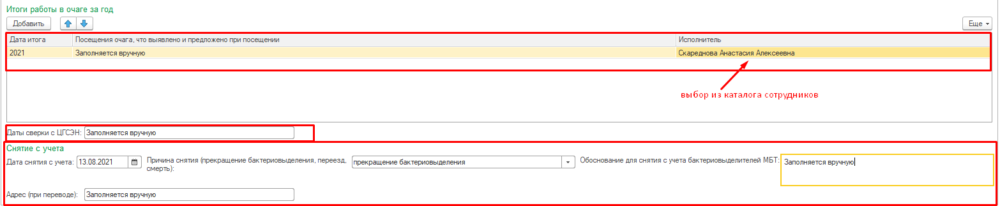 Итоги работы в очаге за год
Добавить
Еще
Дата итога Посещения очага, что выявлено и предложено при посещении Исполнитель
2021 Заполняется вручную Скареднова Анастасия Алексеевна
выбор из каталога сотрудников
Даты сверки с ЦГСЭН: Заполняется вручную
Снятие с учета
Дата снятия с учета: 13.08.2021 Причина снятия (прекращение бактериовыделения, переезд, прекращение бактериовыделения Обоснование для снятия с учета бактериовыделителей МБТ: Заполняется вручную
смерть):
Адрес (при переводе): Заполняется вручную